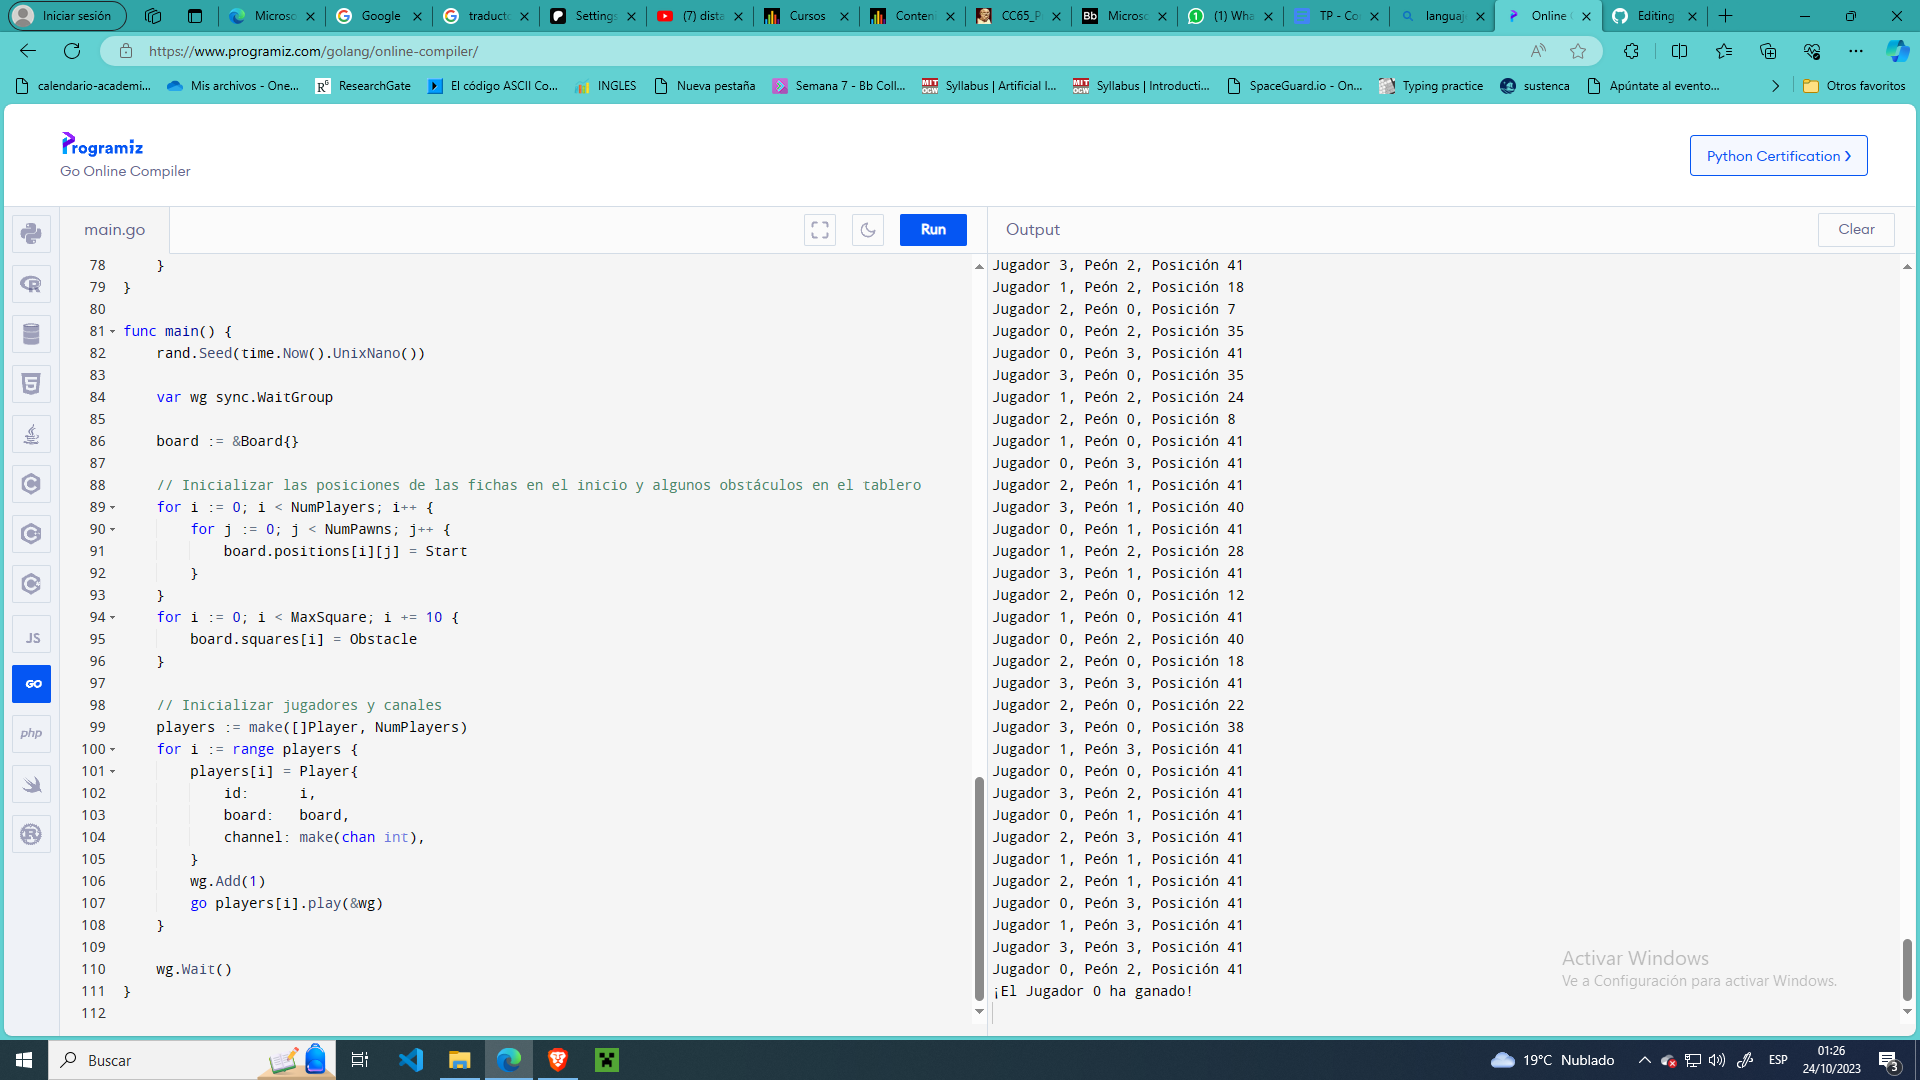 Iniciar sesión
Microso
Google
traducto
Settings
(7) dista
Cursos
Conteni
CC65_P
Microso
(1) Wha
TP - Co
languaj
Online
Editing
https://www.programiz.com/golang/online-compiler/
calendario-academi...
Mis archivos - One...
ResearchGate
El código ASCII Co...
INGLES
Nueva pestaña
Semana 7 - Bb Coll...
Syllabus | Artificial I...
Syllabus | Introducti...
SpaceGuard.io - On...
Typing practice
sustenca
Apúntate al evento...
Otros favoritos
Programiz
Go Online Compiler
Python Certification ›
main.go
Run
Output
Clear
78 }
79 }
80
81 func main() {
82 rand.Seed(time.Now().UnixNano())
83
84 var wg sync.WaitGroup
85
86 board := &Board{}
87
88 // Inicializar las posiciones de las fichas en el inicio y algunos obstáculos en el tablero
89 for i := 0; i < NumPlayers; i++ {
90 for j := 0; j < NumPawns; j++ {
91 board.positions[i][j] = Start
92 }
93 }
94 for i := 0; i < MaxSquare; i += 10 {
95 board.squares[i] = Obstacle
96 }
97
98 // Inicializar jugadores y canales
99 players := make([]Player, NumPlayers)
100 for i := range players {
101 players[i] = Player{
102 id: i,
103 board: board,
104 channel: make(chan int),
105 }
106 wg.Add(1)
107 go players[i].play(&wg)
108 }
109
110 wg.Wait()
111 }
112
Jugador 3, Peón 2, Posición 41
Jugador 1, Peón 2, Posición 18
Jugador 2, Peón 0, Posición 7
Jugador 0, Peón 2, Posición 35
Jugador 0, Peón 3, Posición 41
Jugador 3, Peón 0, Posición 35
Jugador 1, Peón 2, Posición 24
Jugador 2, Peón 0, Posición 8
Jugador 1, Peón 0, Posición 41
Jugador 0, Peón 3, Posición 41
Jugador 2, Peón 1, Posición 41
Jugador 3, Peón 1, Posición 40
Jugador 0, Peón 1, Posición 41
Jugador 1, Peón 2, Posición 28
Jugador 3, Peón 1, Posición 41
Jugador 2, Peón 0, Posición 12
Jugador 1, Peón 0, Posición 41
Jugador 0, Peón 2, Posición 40
Jugador 2, Peón 0, Posición 18
Jugador 3, Peón 3, Posición 41
Jugador 2, Peón 0, Posición 22
Jugador 3, Peón 0, Posición 38
Jugador 1, Peón 3, Posición 41
Jugador 0, Peón 0, Posición 41
Jugador 3, Peón 2, Posición 41
Jugador 0, Peón 1, Posición 41
Jugador 2, Peón 3, Posición 41
Jugador 1, Peón 1, Posición 41
Jugador 2, Peón 1, Posición 41
Jugador 0, Peón 3, Posición 41
Jugador 1, Peón 3, Posición 41
Jugador 3, Peón 3, Posición 41
Jugador 0, Peón 2, Posición 41
¡El Jugador 0 ha ganado!
JS
GO
php
Activar Windows
Ve a Configuración para activar Windows.
Buscar
19°C Nublado
ESP
01:26
24/10/2023
3